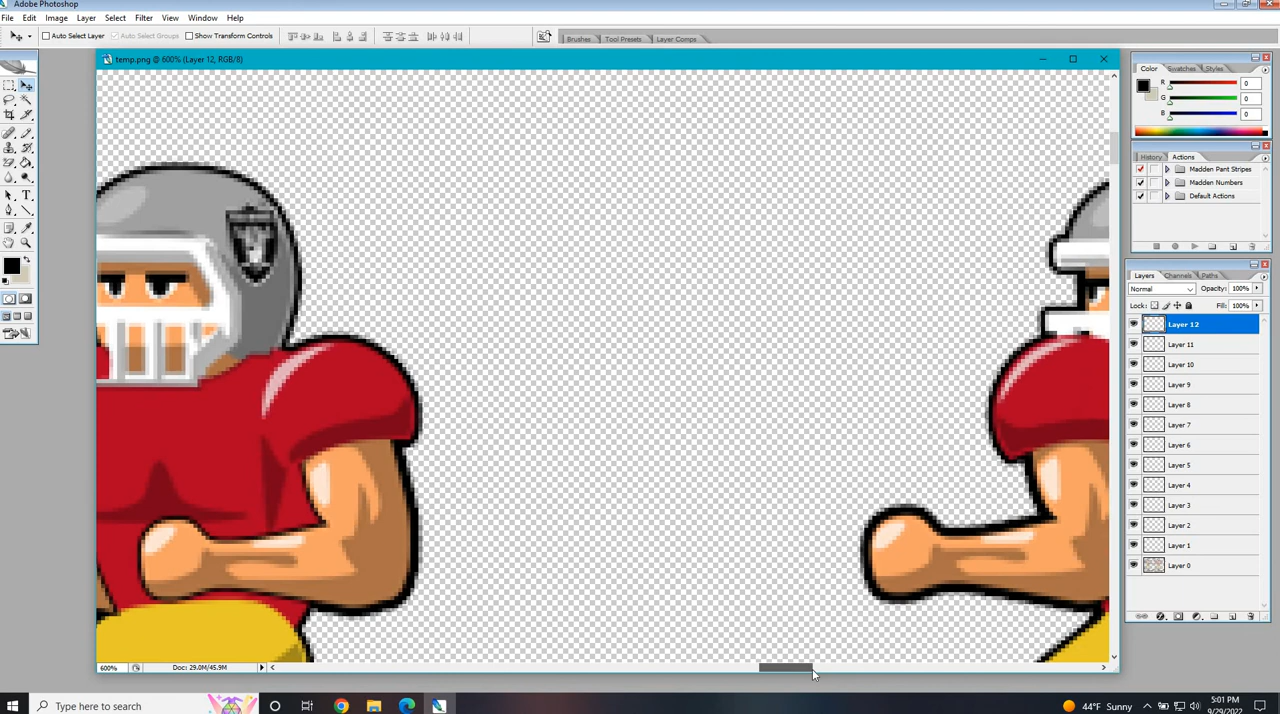 Adobe Photoshop
File Edit Image Layer Select Filter View Window Help
Auto Select Layer Auto Select Groups Show Transform Controls Brushes Tool Presets Layer Comps
temp.png @ 600% (Layer 12, RGB/8)
Color Swatches Styles
R 0
G 0
B 0
History Actions
Madden Pant Stripes
Madden Numbers
Default Actions
Layers Channels Paths
Normal Opacity: 100%
Lock: Fill: 100%
Layer 12
Layer 11
Layer 10
Layer 9
Layer 8
Layer 7
Layer 6
Layer 5
Layer 4
Layer 3
Layer 2
Layer 1
Layer 0
600% Doc: 29.0M/45.9M
Type here to search 44°F Sunny 5:01 PM
9/29/2022